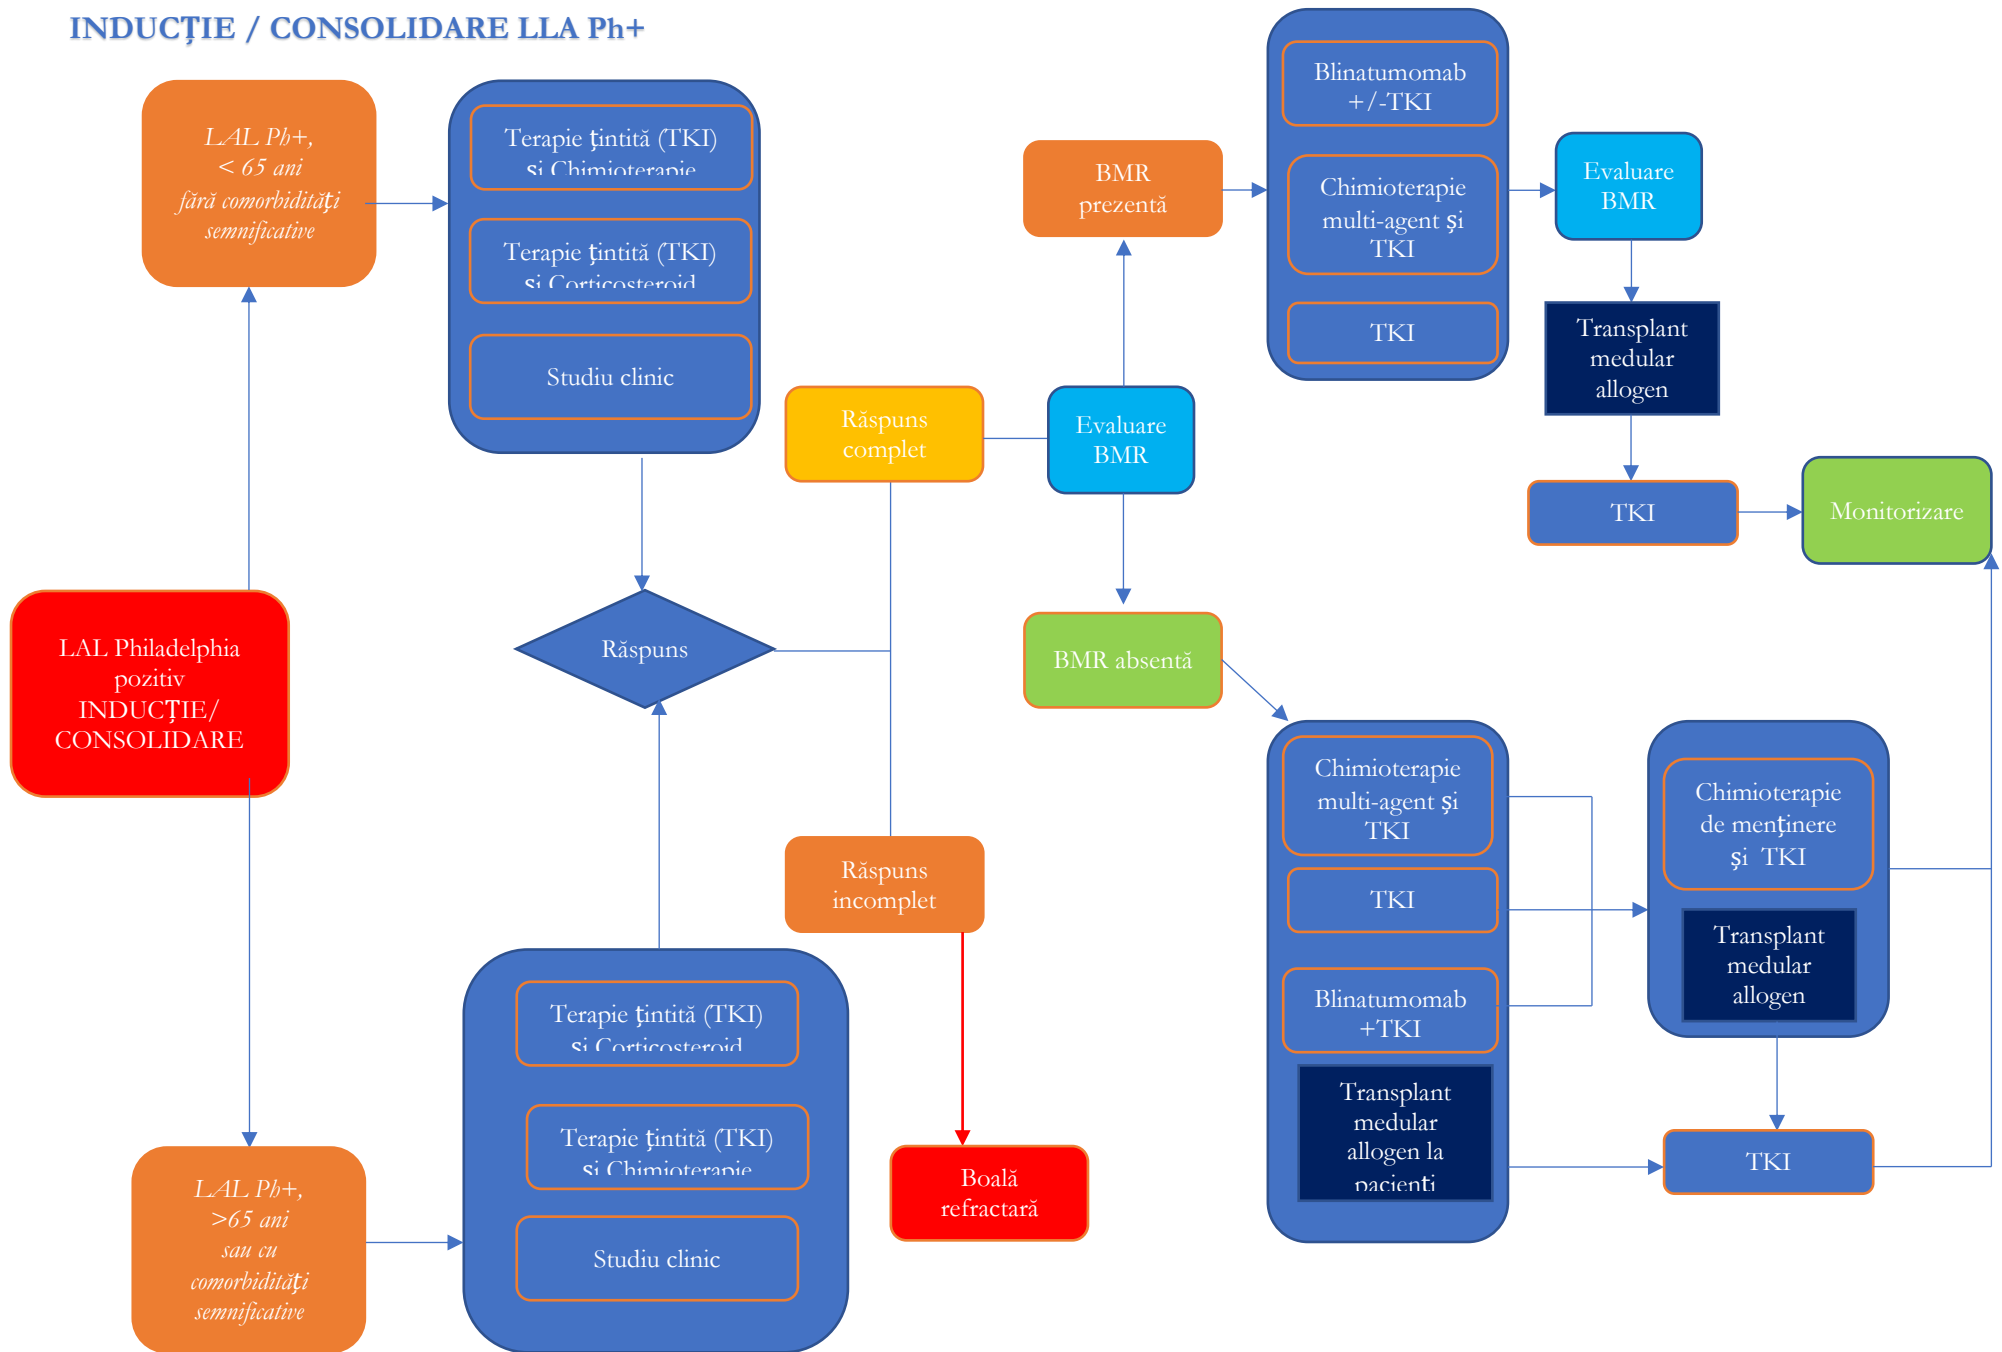 INDUCȚIE / CONSOLIDARE LLA Ph+
LAL Ph+,
< 65 ani
fără comorbidități
semnificative
Terapie țintită (TKI)
și Chimioterapie
Terapie țintită (TKI)
și Corticosteroid
Studiu clinic
LAL Philadelphia
pozitiv
INDUCȚIE/
CONSOLIDARE
Răspuns
LAL Ph+,
>65 ani
sau cu
comorbidități
semnificative
Terapie țintită (TKI)
și Corticosteroid
Terapie țintită (TKI)
și Chimioterapie
Studiu clinic
Răspuns
complet
Răspuns
incomplet
Boală
refractară
Evaluare
BMR
BMR
prezentă
Blinatumomab
+/-TKI
Chimioterapie
multi-agent și
TKI
TKI
Evaluare
BMR
Transplant
medular
allogen
TKI
Monitorizare
BMR absentă
Chimioterapie
multi-agent și
TKI
TKI
Blinatumomab
+TKI
Transplant
medular
allogen la
pacienți
Chimioterapie
de menținere
și TKI
Transplant
medular
allogen
TKI